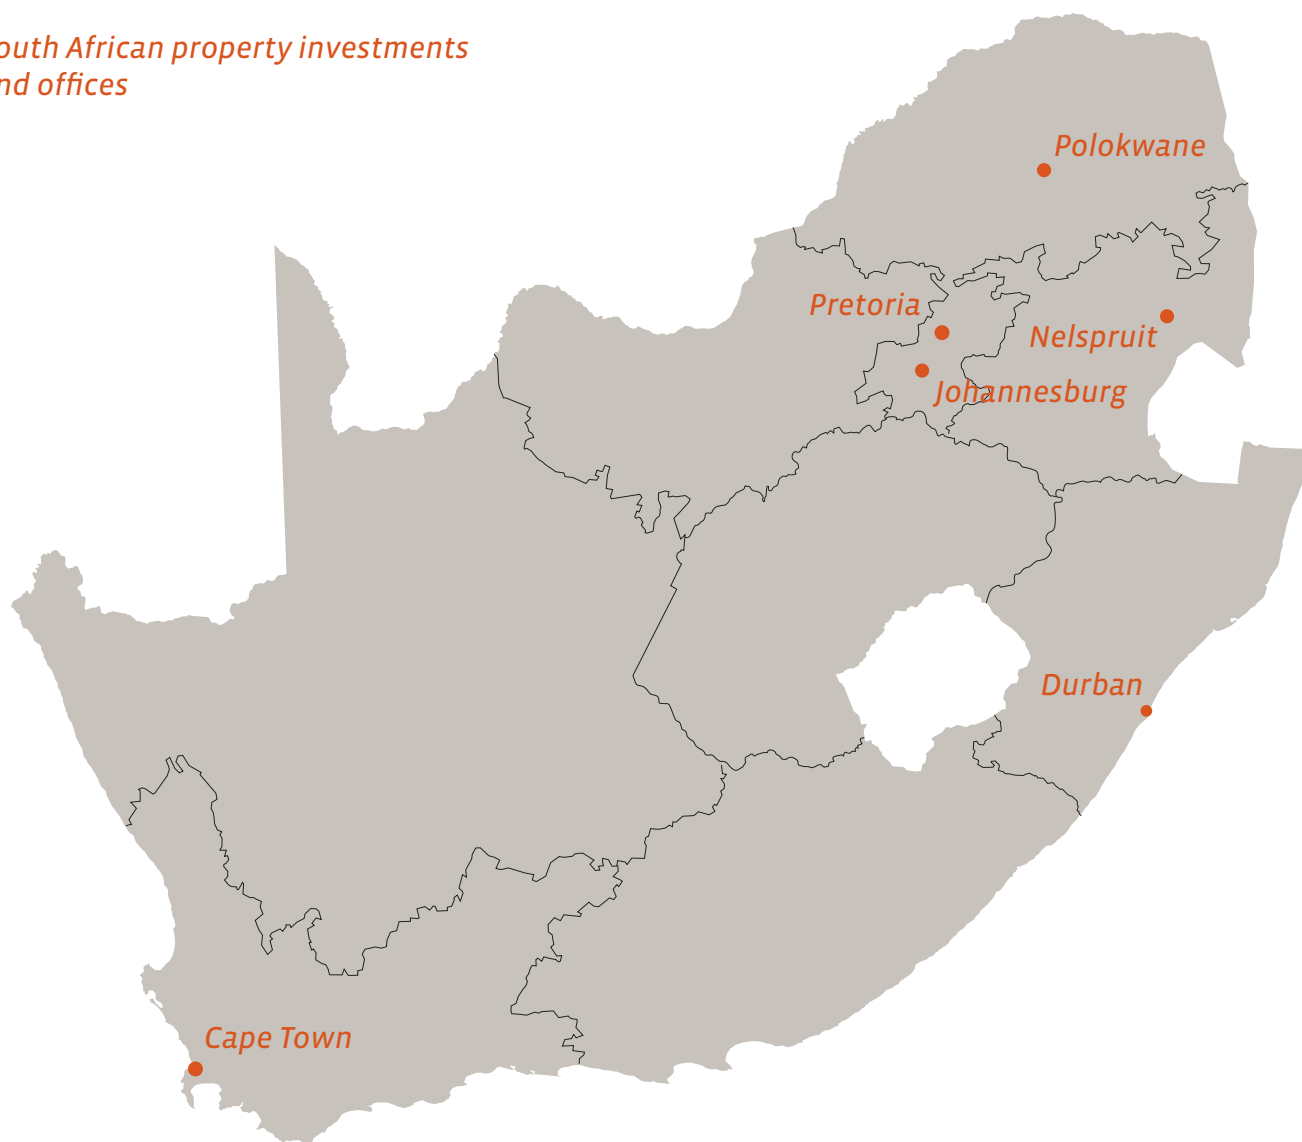 outh African property investments
nd offices
Polokwane
Pretoria
Nelspruit
Johannesburg
Durban
Cape Town